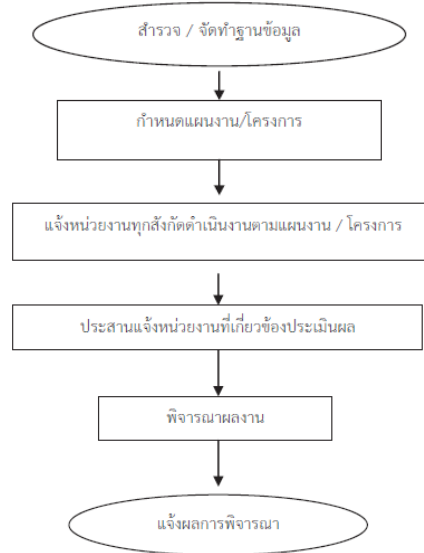 สำรวจ / จัดทำฐานข้อมูล
กำหนดแผนงาน/โครงการ
แจ้งหน่วยงานทุกสังกัดดำเนินงานตามแผนงาน / โครงการ
ประสานแจ้งหน่วยงานที่เกี่ยวข้องประเมินผล
พิจารณาผลงาน
แจ้งผลการพิจารณา